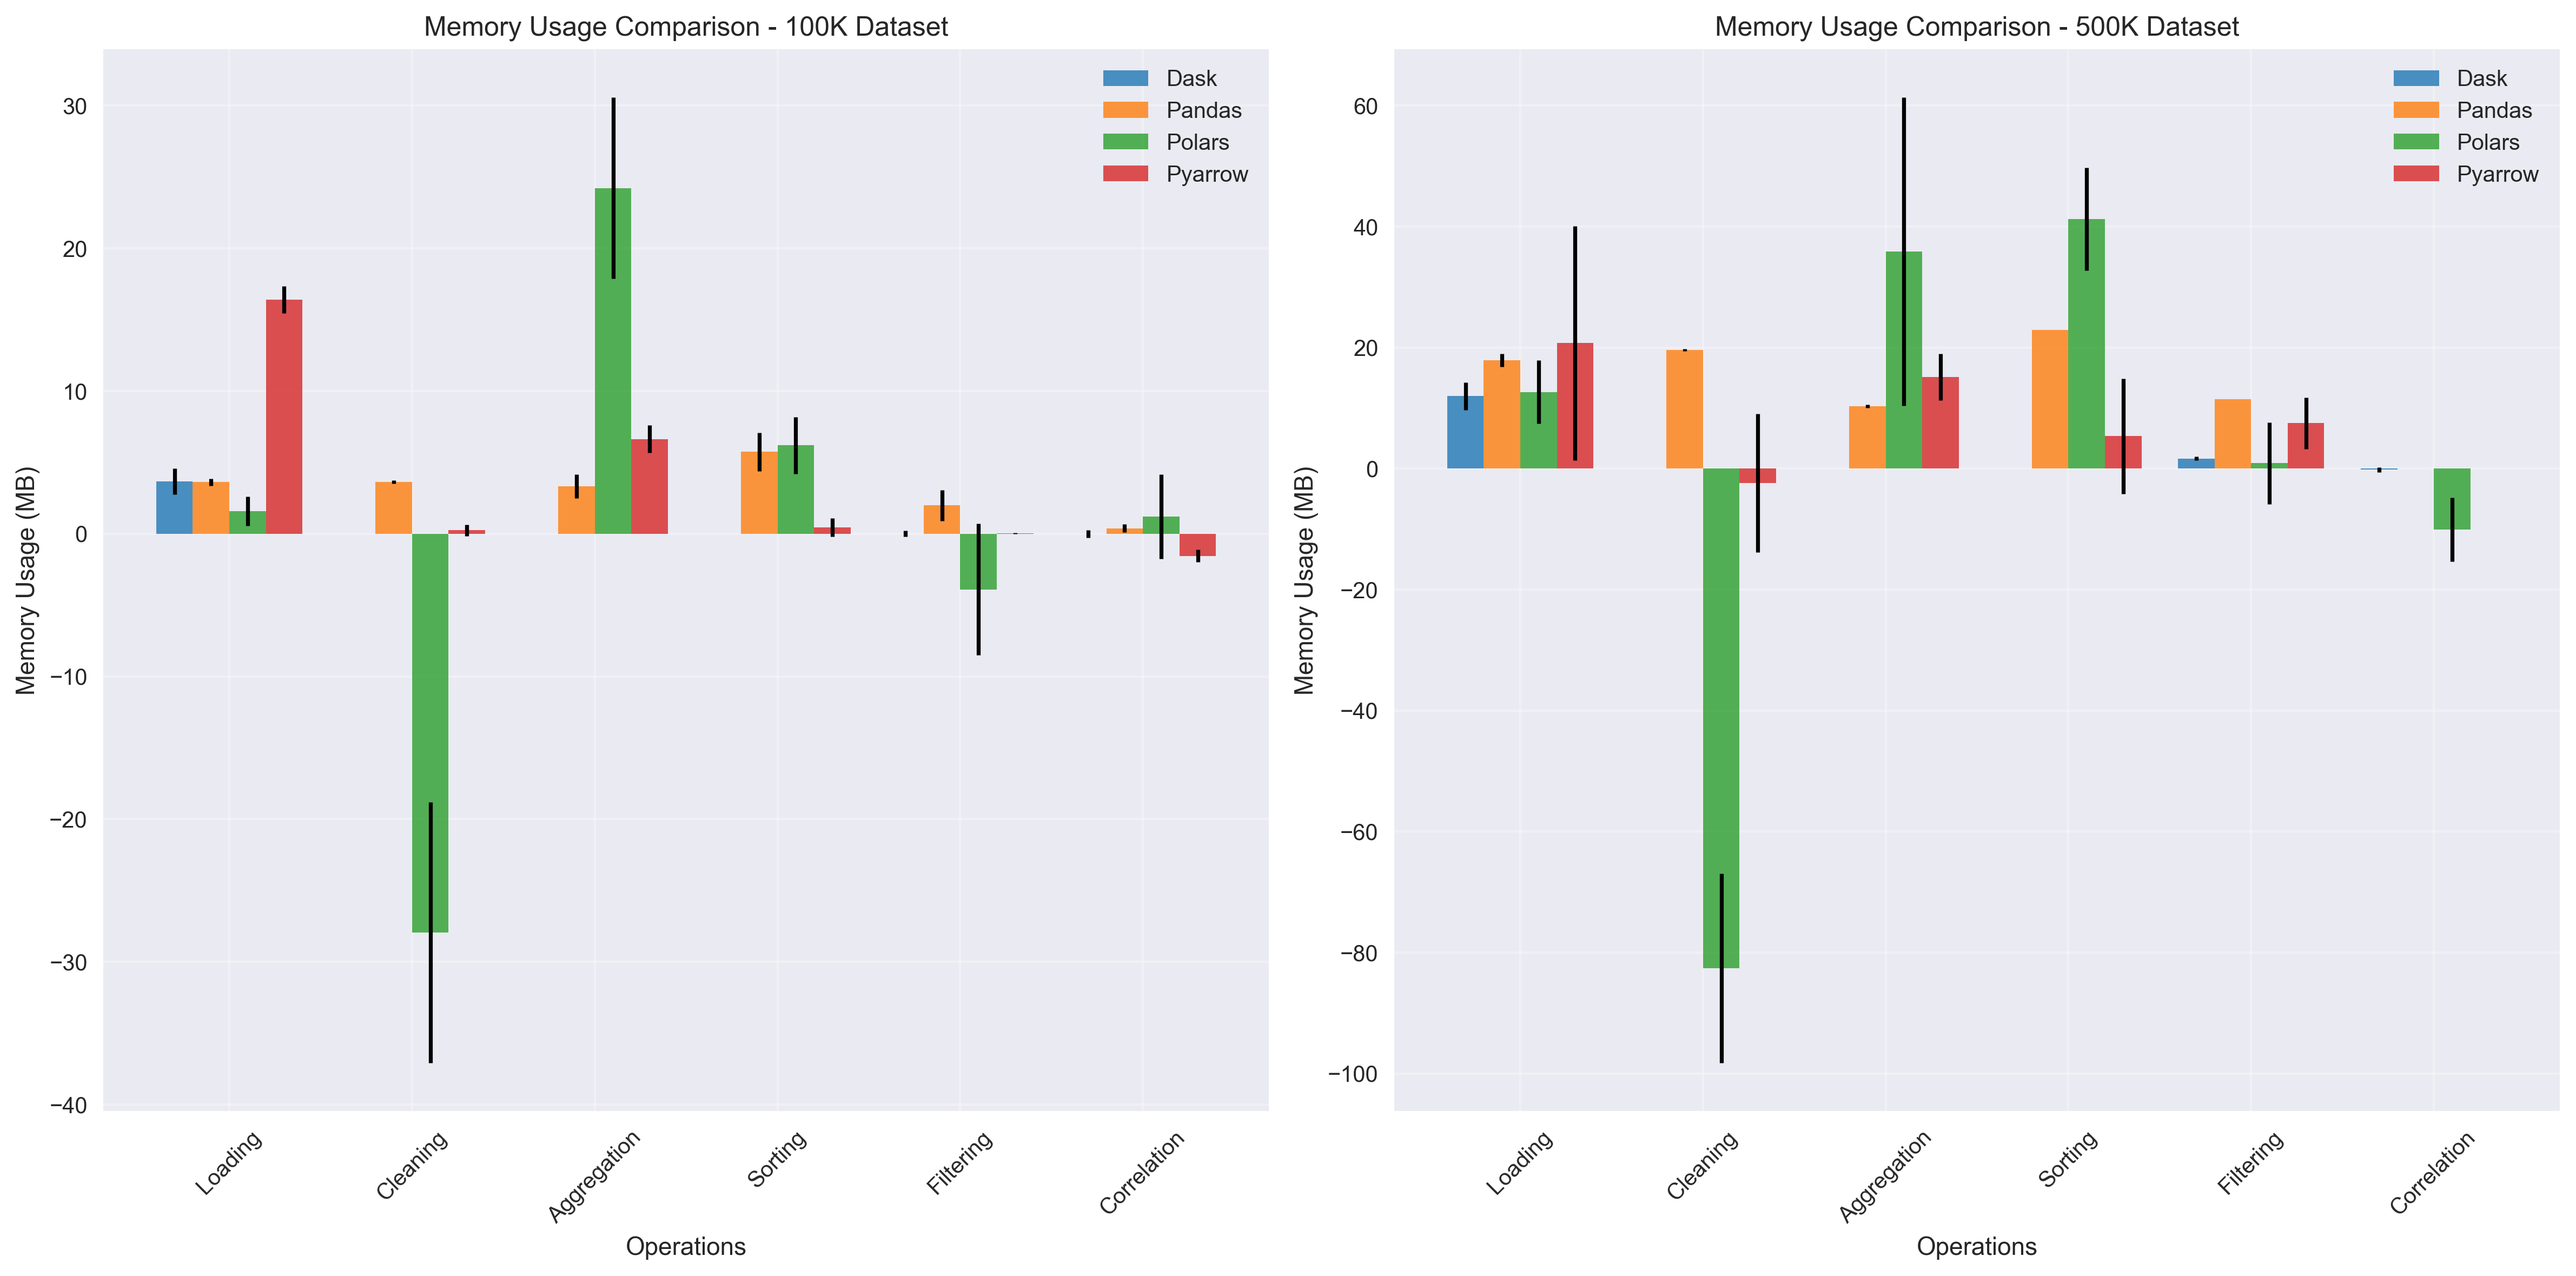 Memory Usage Comparison - 100K Dataset
Dask
Pandas
Polars
Pyarrow
30
20
10
0
−10
−20
−30
−40
Memory Usage (MB)
Loading
Cleaning
Aggregation
Sorting
Filtering
Correlation
Operations
Memory Usage Comparison - 500K Dataset
Dask
Pandas
Polars
Pyarrow
60
40
20
0
−20
−40
−60
−80
−100
Memory Usage (MB)
Loading
Cleaning
Aggregation
Sorting
Filtering
Correlation
Operations